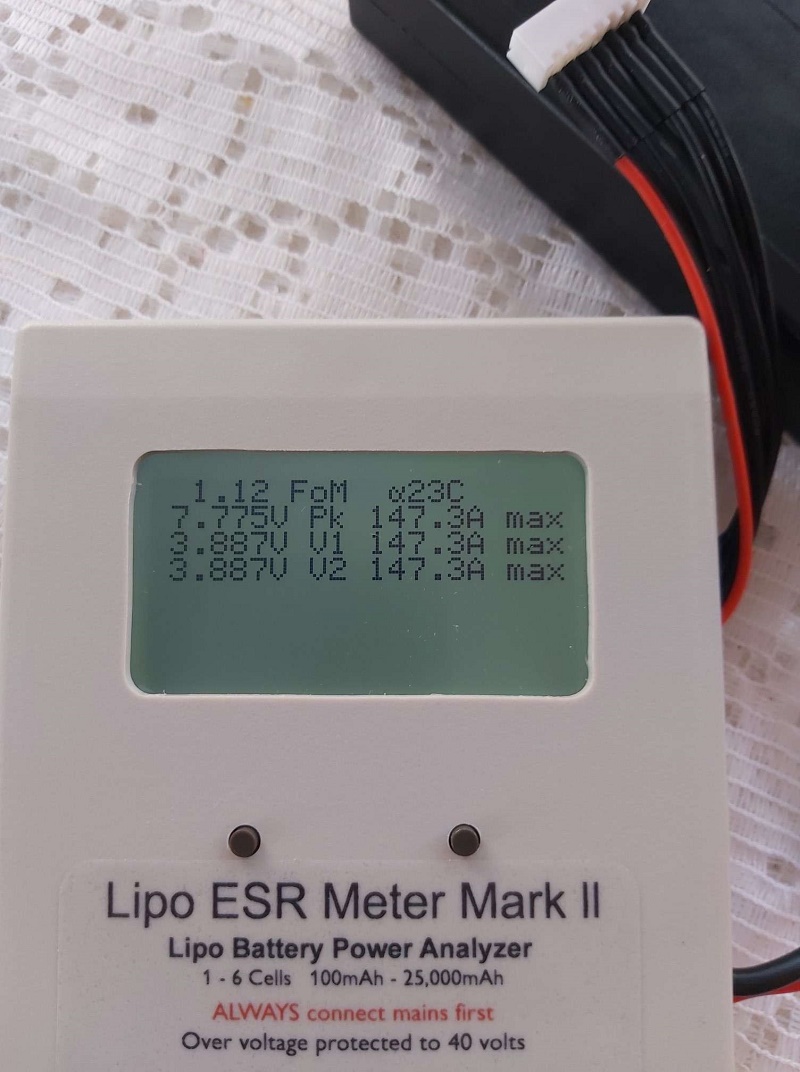 1.12 FoM α23C
7.775V Pk 147.3A max
3.887V V1 147.3A max
3.887V V2 147.3A max
Lipo ESR Meter Mark II
Lipo Battery Power Analyzer
1 - 6 Cells 100mAh - 25,000mAh
ALWAYS connect mains first
Over voltage protected to 40 volts